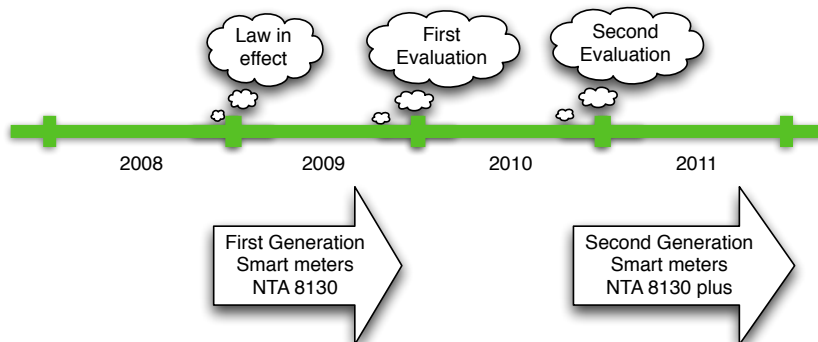 Law in
effect
First
Evaluation
Second
Evaluation
2008
2009
2010
2011
First Generation
Smart meters
NTA 8130
Second Generation
Smart meters
NTA 8130 plus